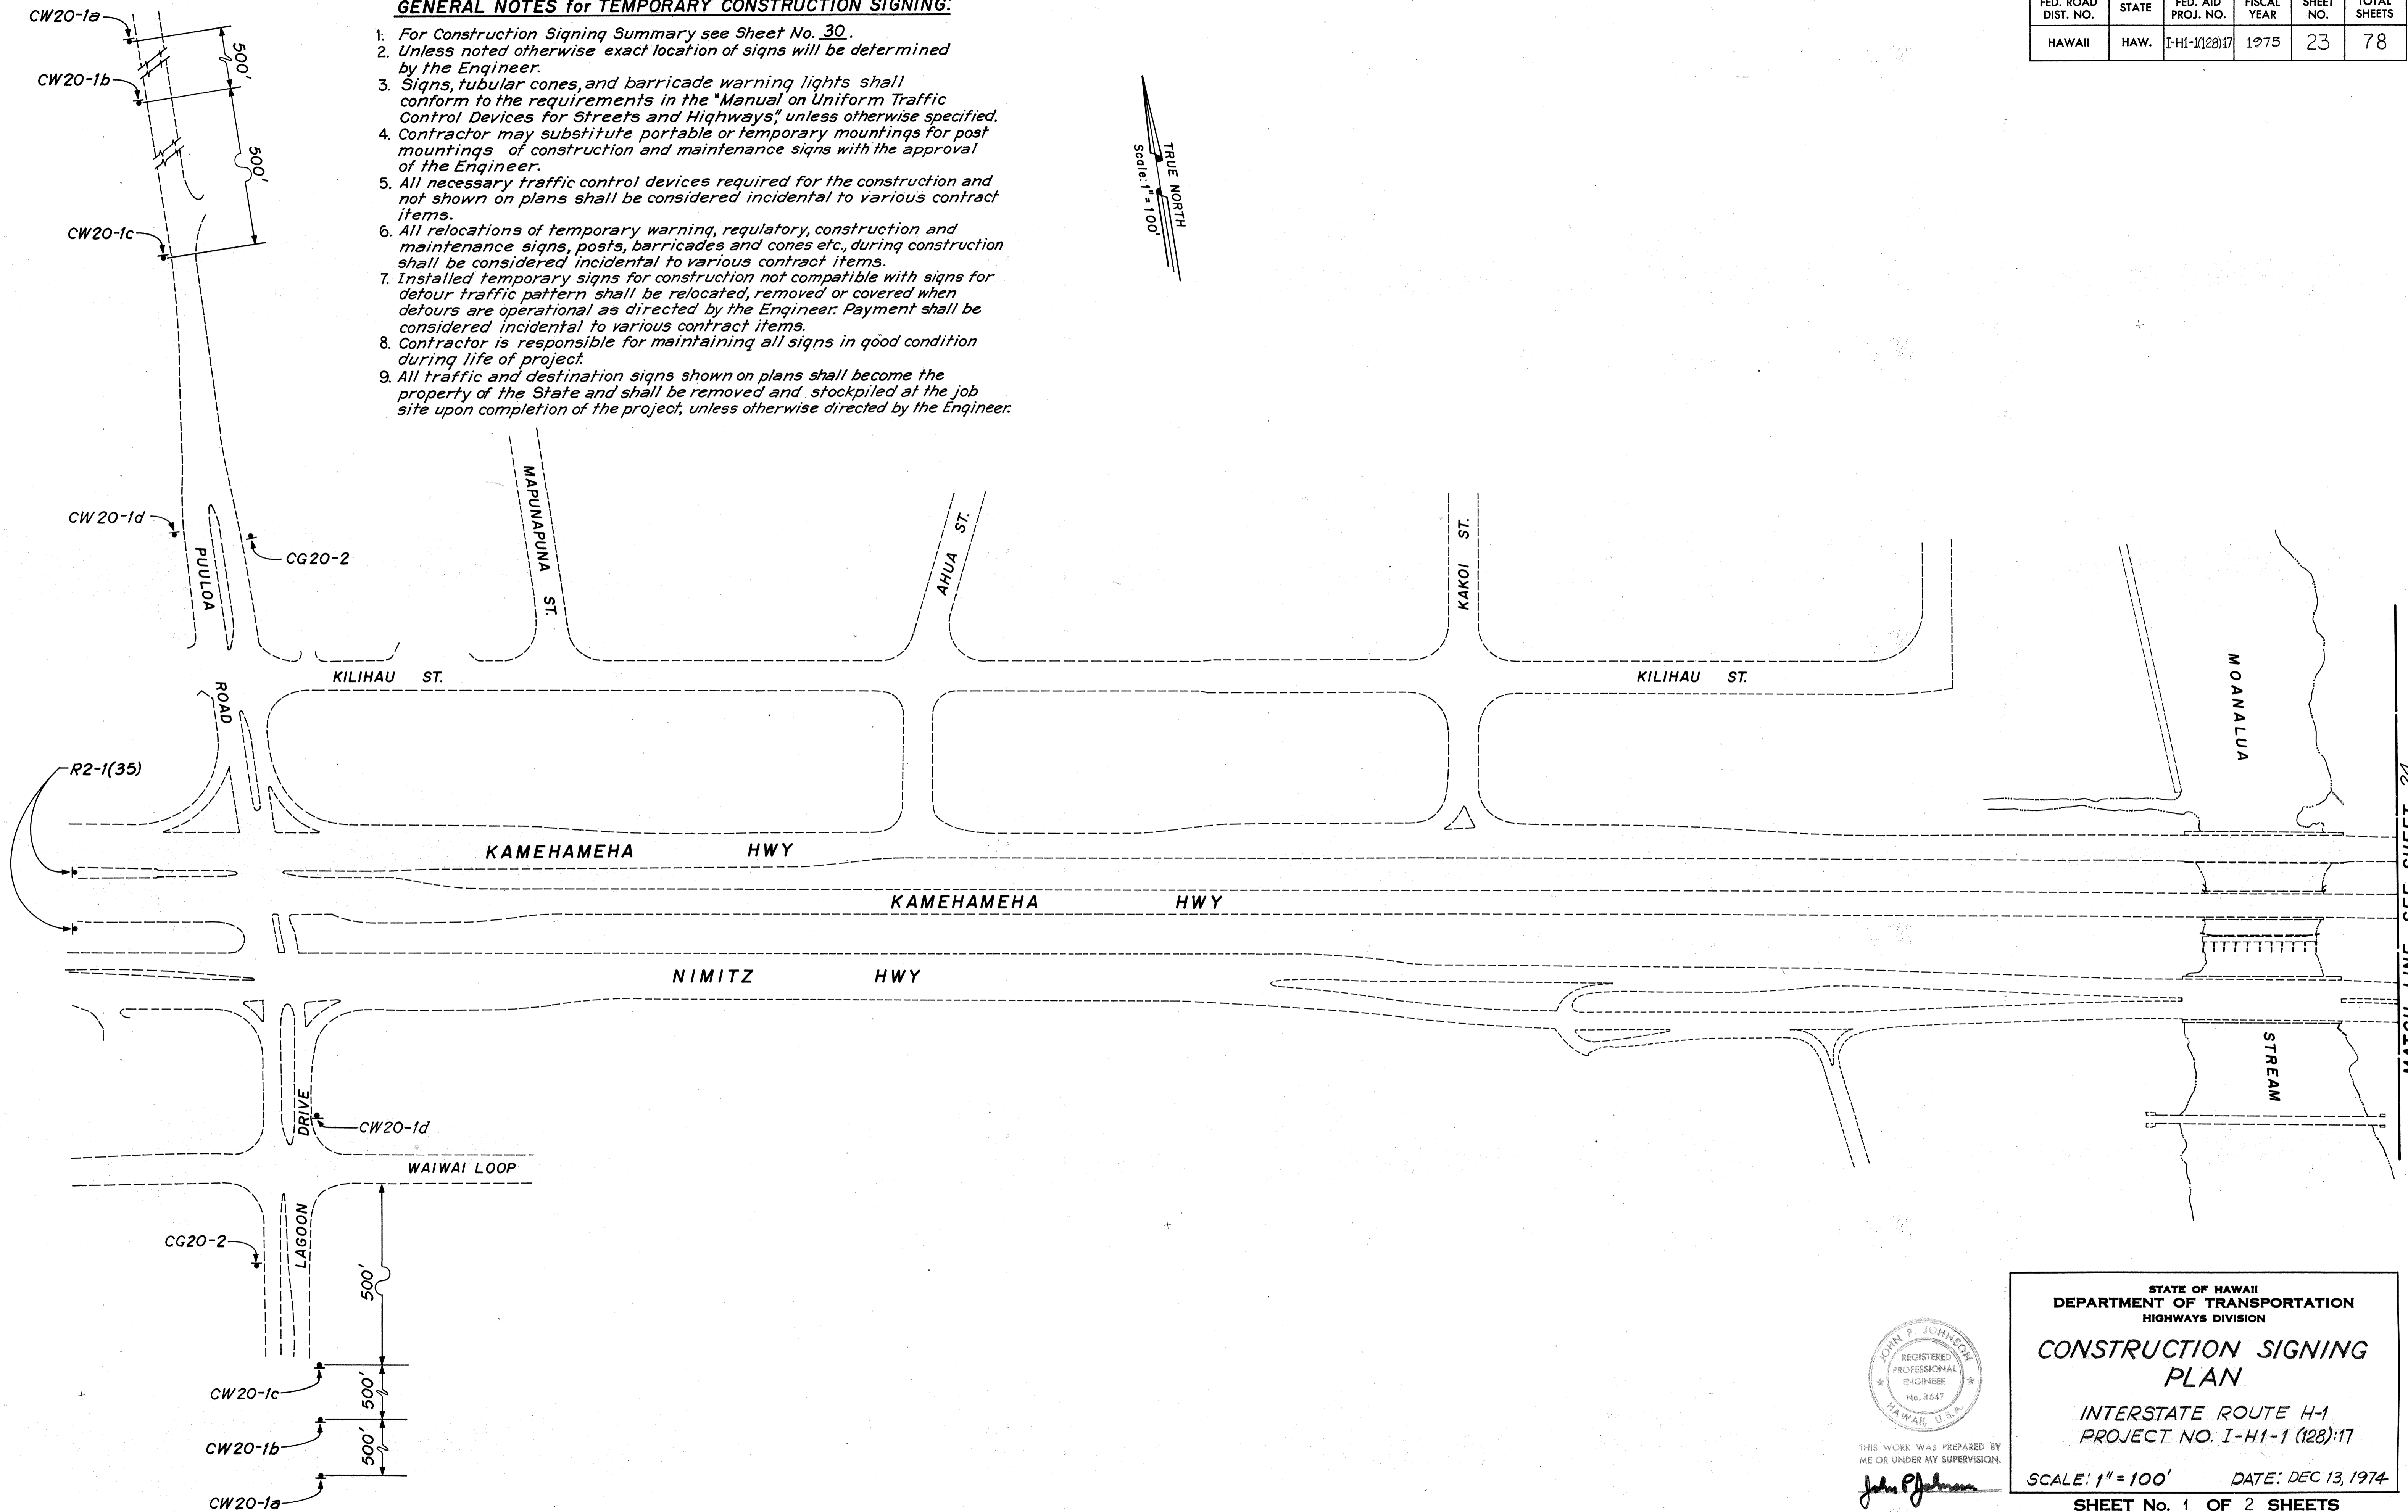 GENERAL NOTES for TEMPORARY CONSTRUCTION SIGNING:
1. For Construction Signing Summary see Sheet No. 30.
2. Unless noted otherwise exact location of signs will be determined
by the Engineer.
3. Signs, tubular cones, and barricade warning lights shall
conform to the requirements in the "Manual on Uniform Traffic
Control Devices for Streets and Highways," unless otherwise specified.
4. Contractor may substitute portable or temporary mountings for post
mountings of construction and maintenance signs with the approval
of the Engineer.
5. All necessary traffic control devices required for the construction and
not shown on plans shall be considered incidental to various contract
items.
6. All relocations of temporary warning, regulatory, construction and
maintenance signs, posts, barricades and cones etc., during construction
shall be considered incidental to various contract items.
7. Installed temporary signs for construction not compatible with signs for
detour traffic pattern shall be relocated, removed or covered when
detours are operational as directed by the Engineer. Payment shall be
considered incidental to various contract items.
8. Contractor is responsible for maintaining all signs in good condition
during life of project.
9. All traffic and destination signs shown on plans shall become the
property of the State and shall be removed and stockpiled at the job
site upon completion of the project, unless otherwise directed by the Engineer.
FED. ROAD DIST. NO. STATE FED. AID PROJ. NO. FISCAL YEAR SHEET NO. TOTAL SHEETS
HAWAII HAW. I-H1-1(128):17 1975 23 78
TRUE NORTH
Scale: 1" = 100'
CW20-1a
500'
CW20-1b
500'
CW20-1c
CW20-1d
CG20-2
PUULOA
ROAD
MAPUNAPUNA ST.
AHUA ST.
KAKOI ST.
KILIHAU ST.
KILIHAU ST.
MOANALUA
R2-1(35)
KAMEHAMEHA HWY
KAMEHAMEHA HWY
NIMITZ HWY
STREAM
MATCH LINE SEE SHEET 24
DRIVE
CW20-1d
WAIWAI LOOP
LAGOON
CG20-2
500'
CW20-1c
500'
CW20-1b
500'
CW20-1a
JOHN P. JOHNSON
REGISTERED
PROFESSIONAL
ENGINEER
No. 3647
HAWAII, U.S.A.
THIS WORK WAS PREPARED BY
ME OR UNDER MY SUPERVISION.
John P Johnson
STATE OF HAWAII
DEPARTMENT OF TRANSPORTATION
HIGHWAYS DIVISION
CONSTRUCTION SIGNING
PLAN
INTERSTATE ROUTE H-1
PROJECT NO. I-H1-1 (128):17
SCALE: 1" = 100' DATE: DEC 13, 1974
SHEET No. 1 OF 2 SHEETS